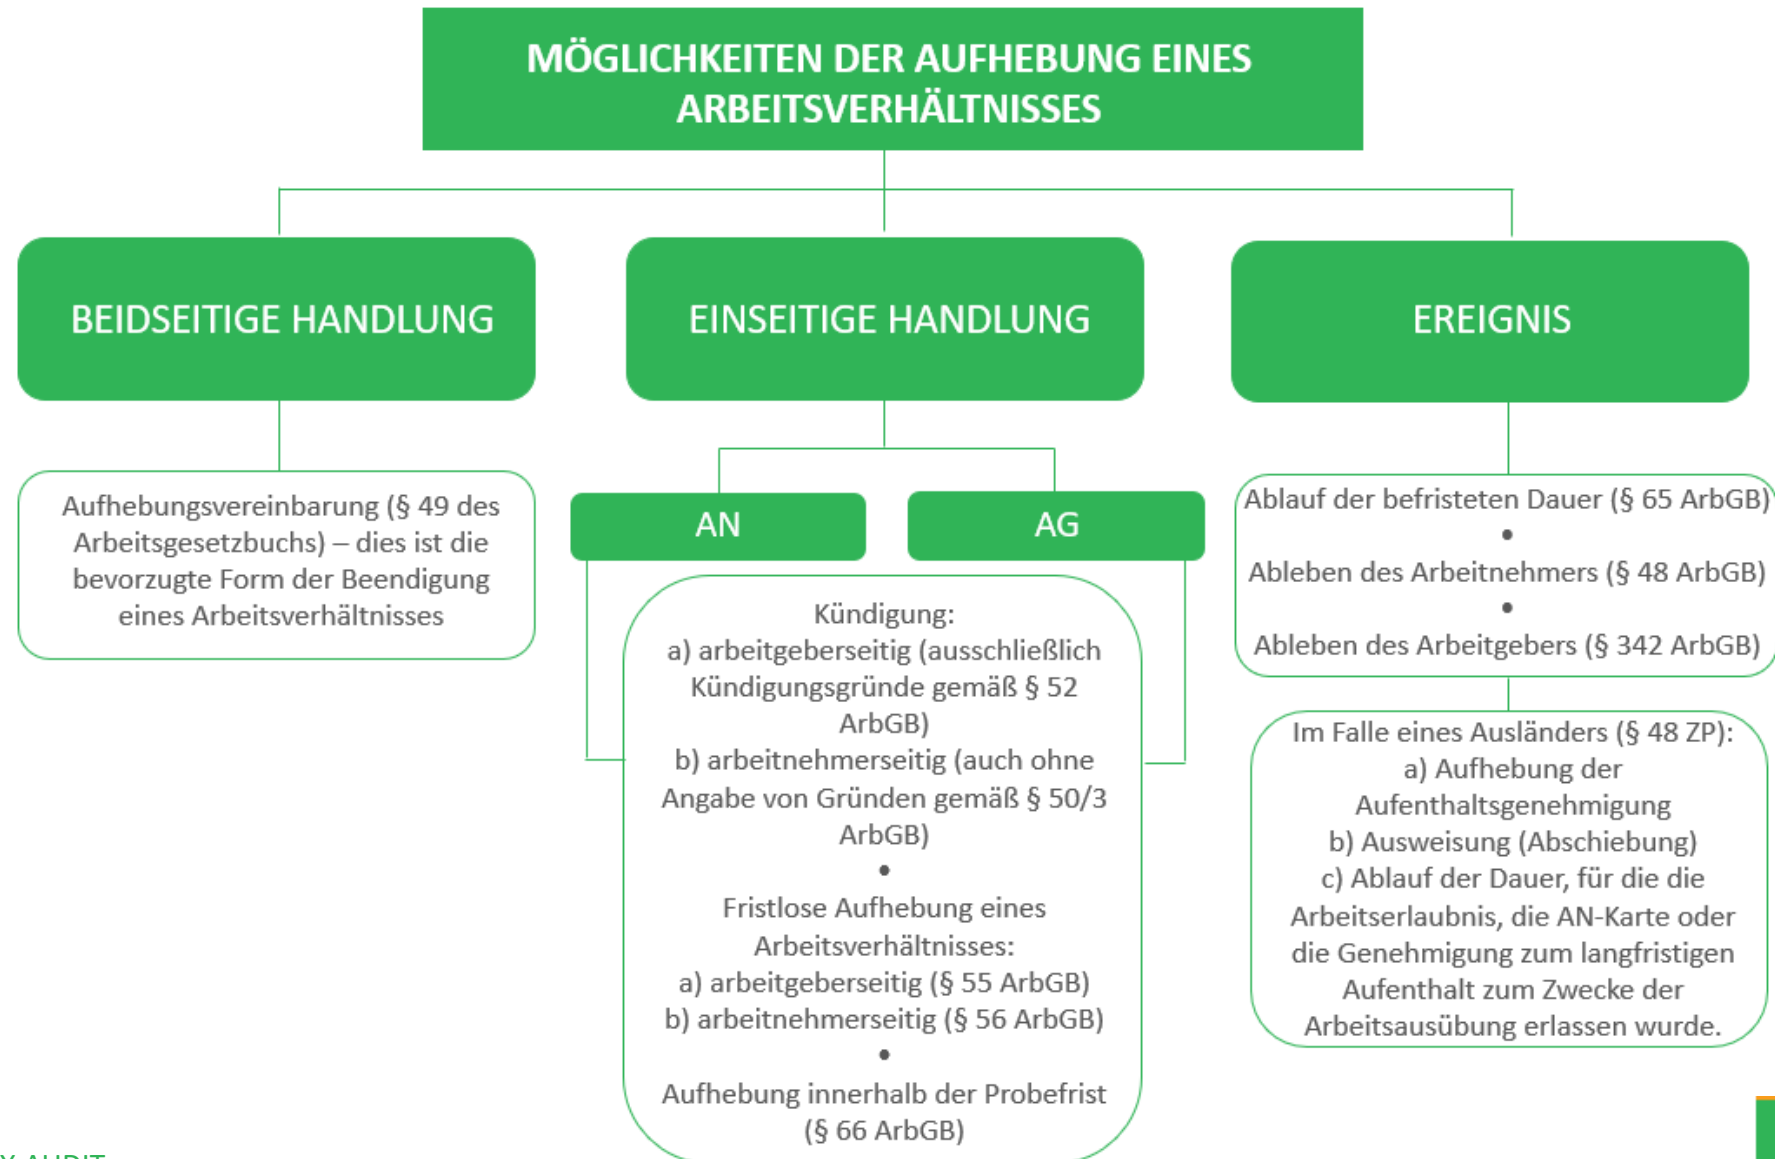 MÖGLICHKEITEN DER AUFHEBUNG EINES
ARBEITSVERHÄLTNISSES
BEIDSEITIGE HANDLUNG
Aufhebungsvereinbarung (§ 49 des
Arbeitsgesetzbuchs) – dies ist die
bevorzugte Form der Beendigung
eines Arbeitsverhältnisses
EINSEITIGE HANDLUNG
AN
AG
Kündigung:
a) arbeitgeberseitig (ausschließlich
Kündigungsgründe gemäß § 52
ArbGB)
b) arbeitnehmerseitig (auch ohne
Angabe von Gründen gemäß § 50/3
ArbGB)
•
Fristlose Aufhebung eines
Arbeitsverhältnisses:
a) arbeitgeberseitig (§ 55 ArbGB)
b) arbeitnehmerseitig (§ 56 ArbGB)
•
Aufhebung innerhalb der Probefrist
(§ 66 ArbGB)
EREIGNIS
Ablauf der befristeten Dauer (§ 65 ArbGB)
•
Ableben des Arbeitnehmers (§ 48 ArbGB)
•
Ableben des Arbeitgebers (§ 342 ArbGB)
Im Falle eines Ausländers (§ 48 ZP):
a) Aufhebung der
Aufenthaltsgenehmigung
b) Ausweisung (Abschiebung)
c) Ablauf der Dauer, für die die
Arbeitserlaubnis, die AN-Karte oder
die Genehmigung zum langfristigen
Aufenthalt zum Zwecke der
Arbeitsausübung erlassen wurde.